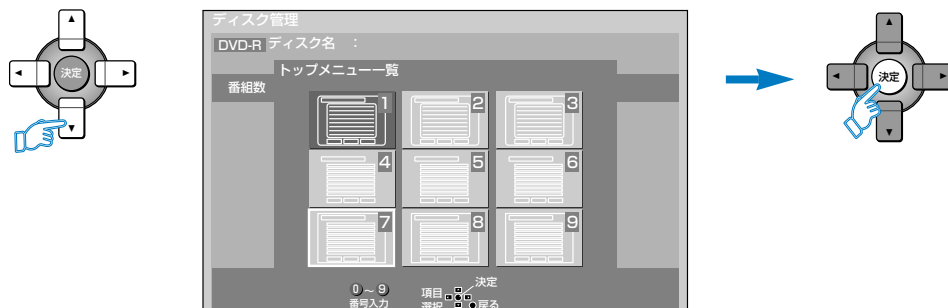 ディスク管理
DVD-R ディスク名 :
トップメニュー一覧
番組数
1 2 3
4 5 6
7 8 9
決定
決定
0~9
番号入力
項目
選択
決定
戻る